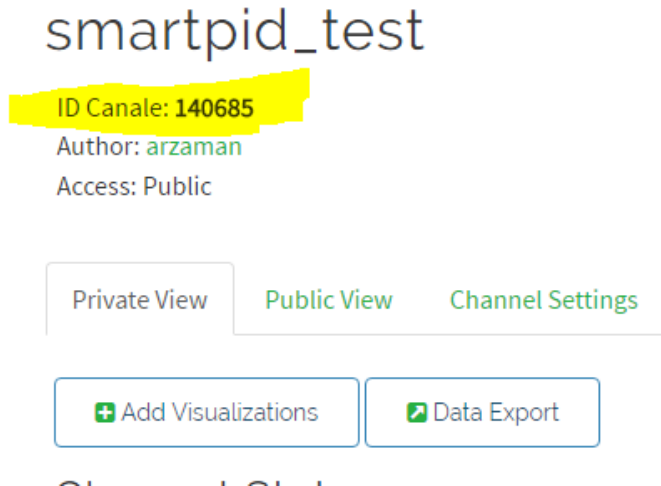 smartpid_test
ID Canale: 140685
Author: arzaman
Access: Public
Private View Public View Channel Settings
Add Visualizations Data Export